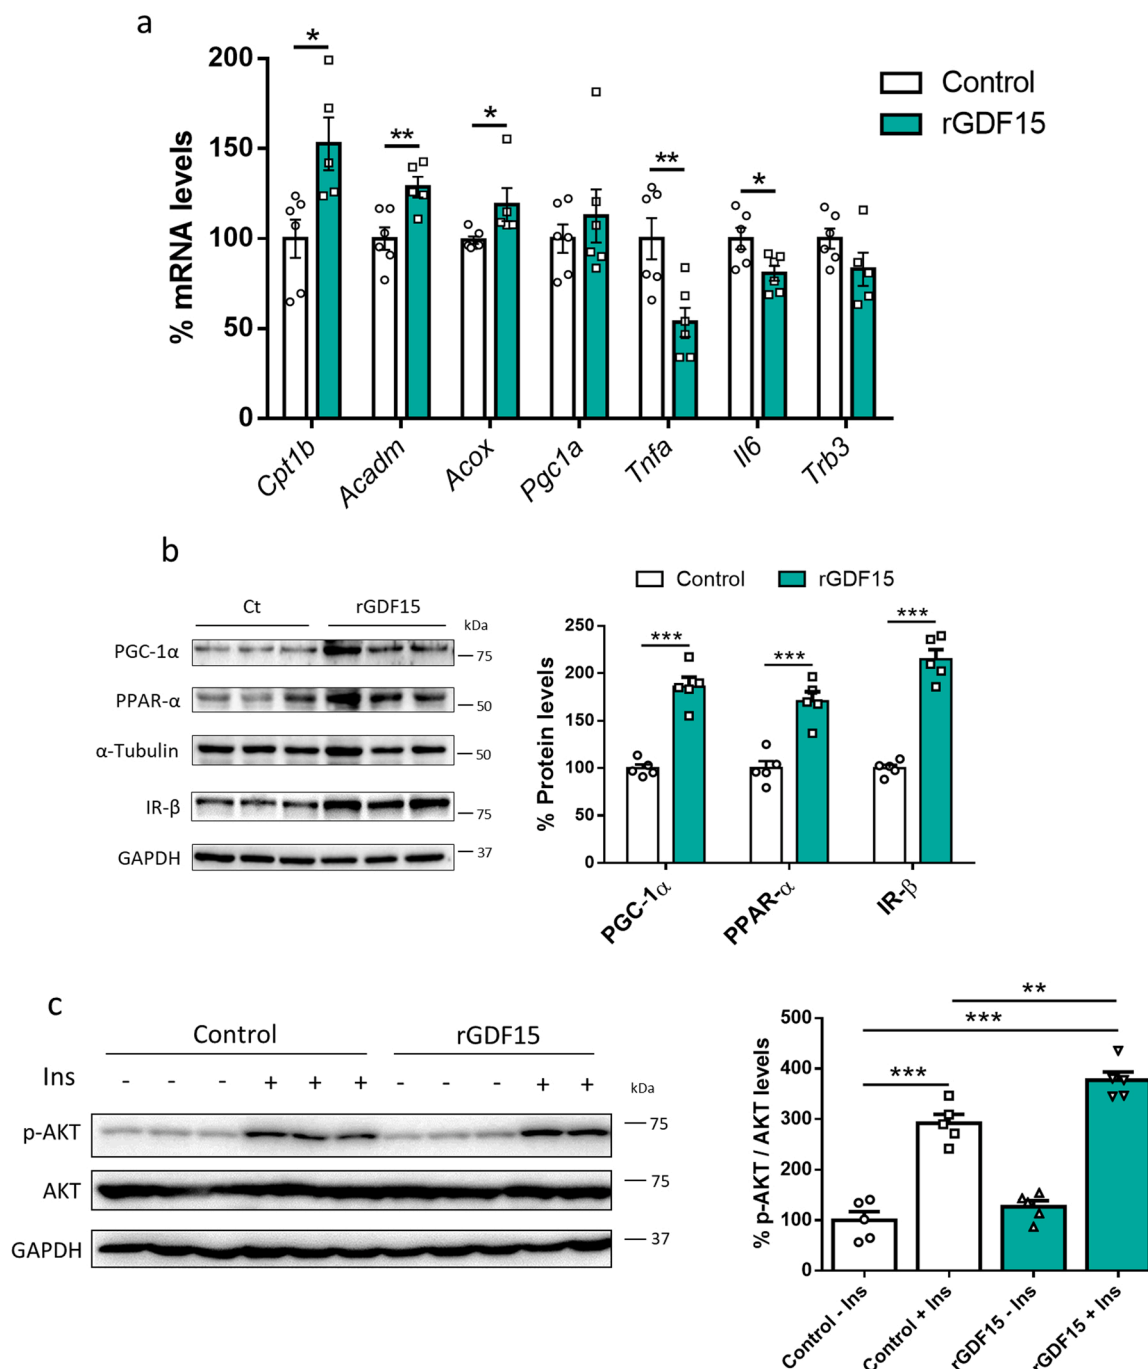 a
*
**
*
**
*
200
150
100
50
0
% mRNA levels
Control
rGDF15
Cpt1b
Acadm
Acox
Pgc1a
Tnfa
Il6
Trb3
b
Ct
rGDF15
kDa
PGC-1α
75
PPAR-α
50
α-Tubulin
50
IR-β
75
GAPDH
37
Control
rGDF15
***
***
***
250
200
150
100
50
0
% Protein levels
PGC-1α
PPAR-α
IR-β
c
Control
rGDF15
Ins
- - - + + + - - - + +
kDa
p-AKT
75
AKT
75
GAPDH
37
**
***
***
500
400
300
200
100
0
% p-AKT / AKT levels
Control - Ins
Control + Ins
rGDF15 - Ins
rGDF15 + Ins